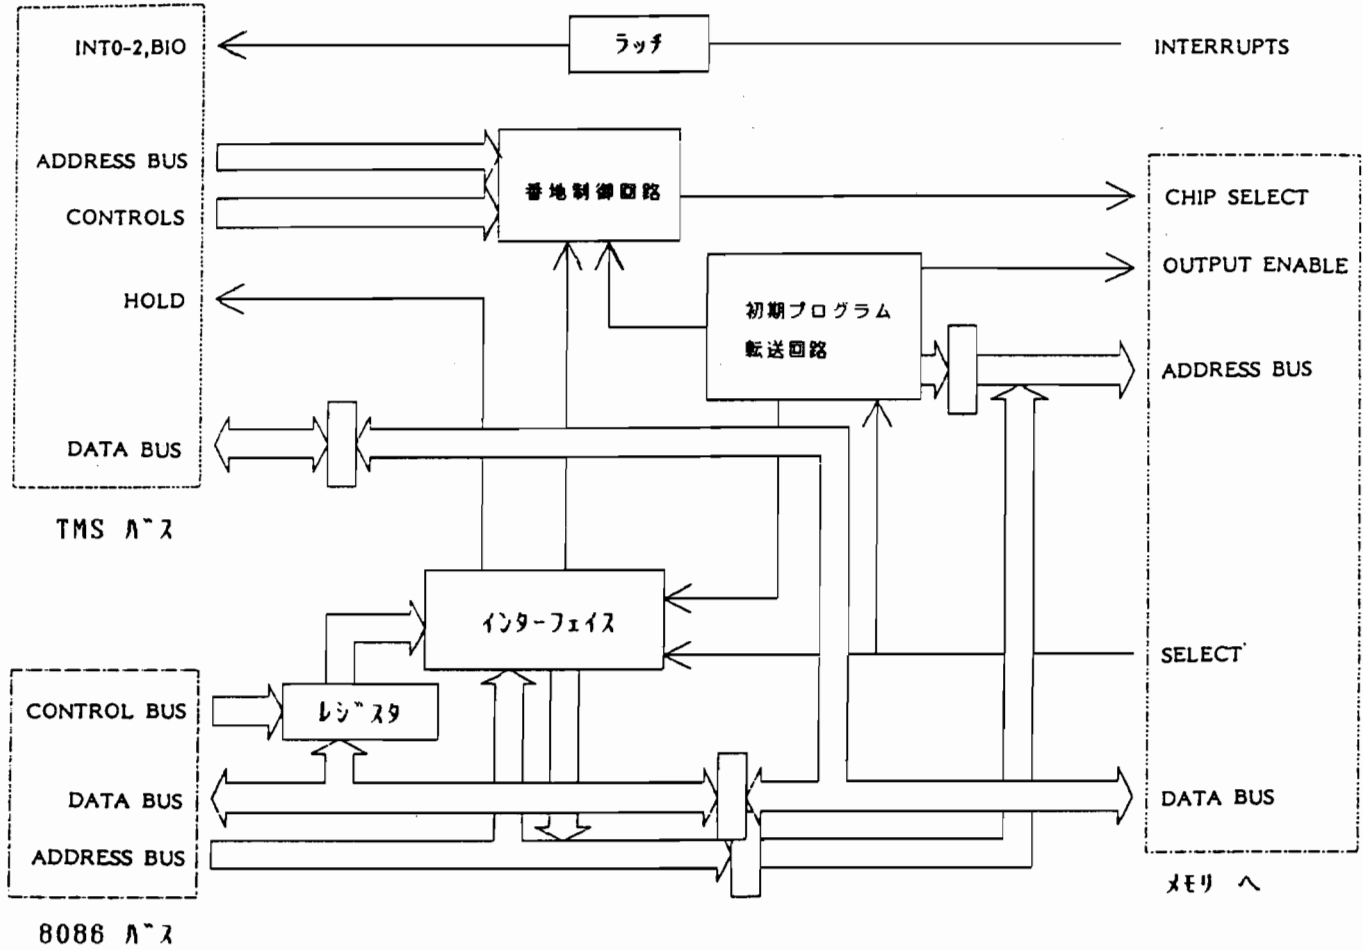 INT0-2,BIO
ラッチ
INTERRUPTS
ADDRESS BUS
CONTROLS
番地制御回路
CHIP SELECT
OUTPUT ENABLE
HOLD
初期プログラム
転送回路
ADDRESS BUS
DATA BUS
TMS バス
インターフェイス
SELECT
CONTROL BUS
レジスタ
DATA BUS
DATA BUS
ADDRESS BUS
メモリ へ
8086 バス